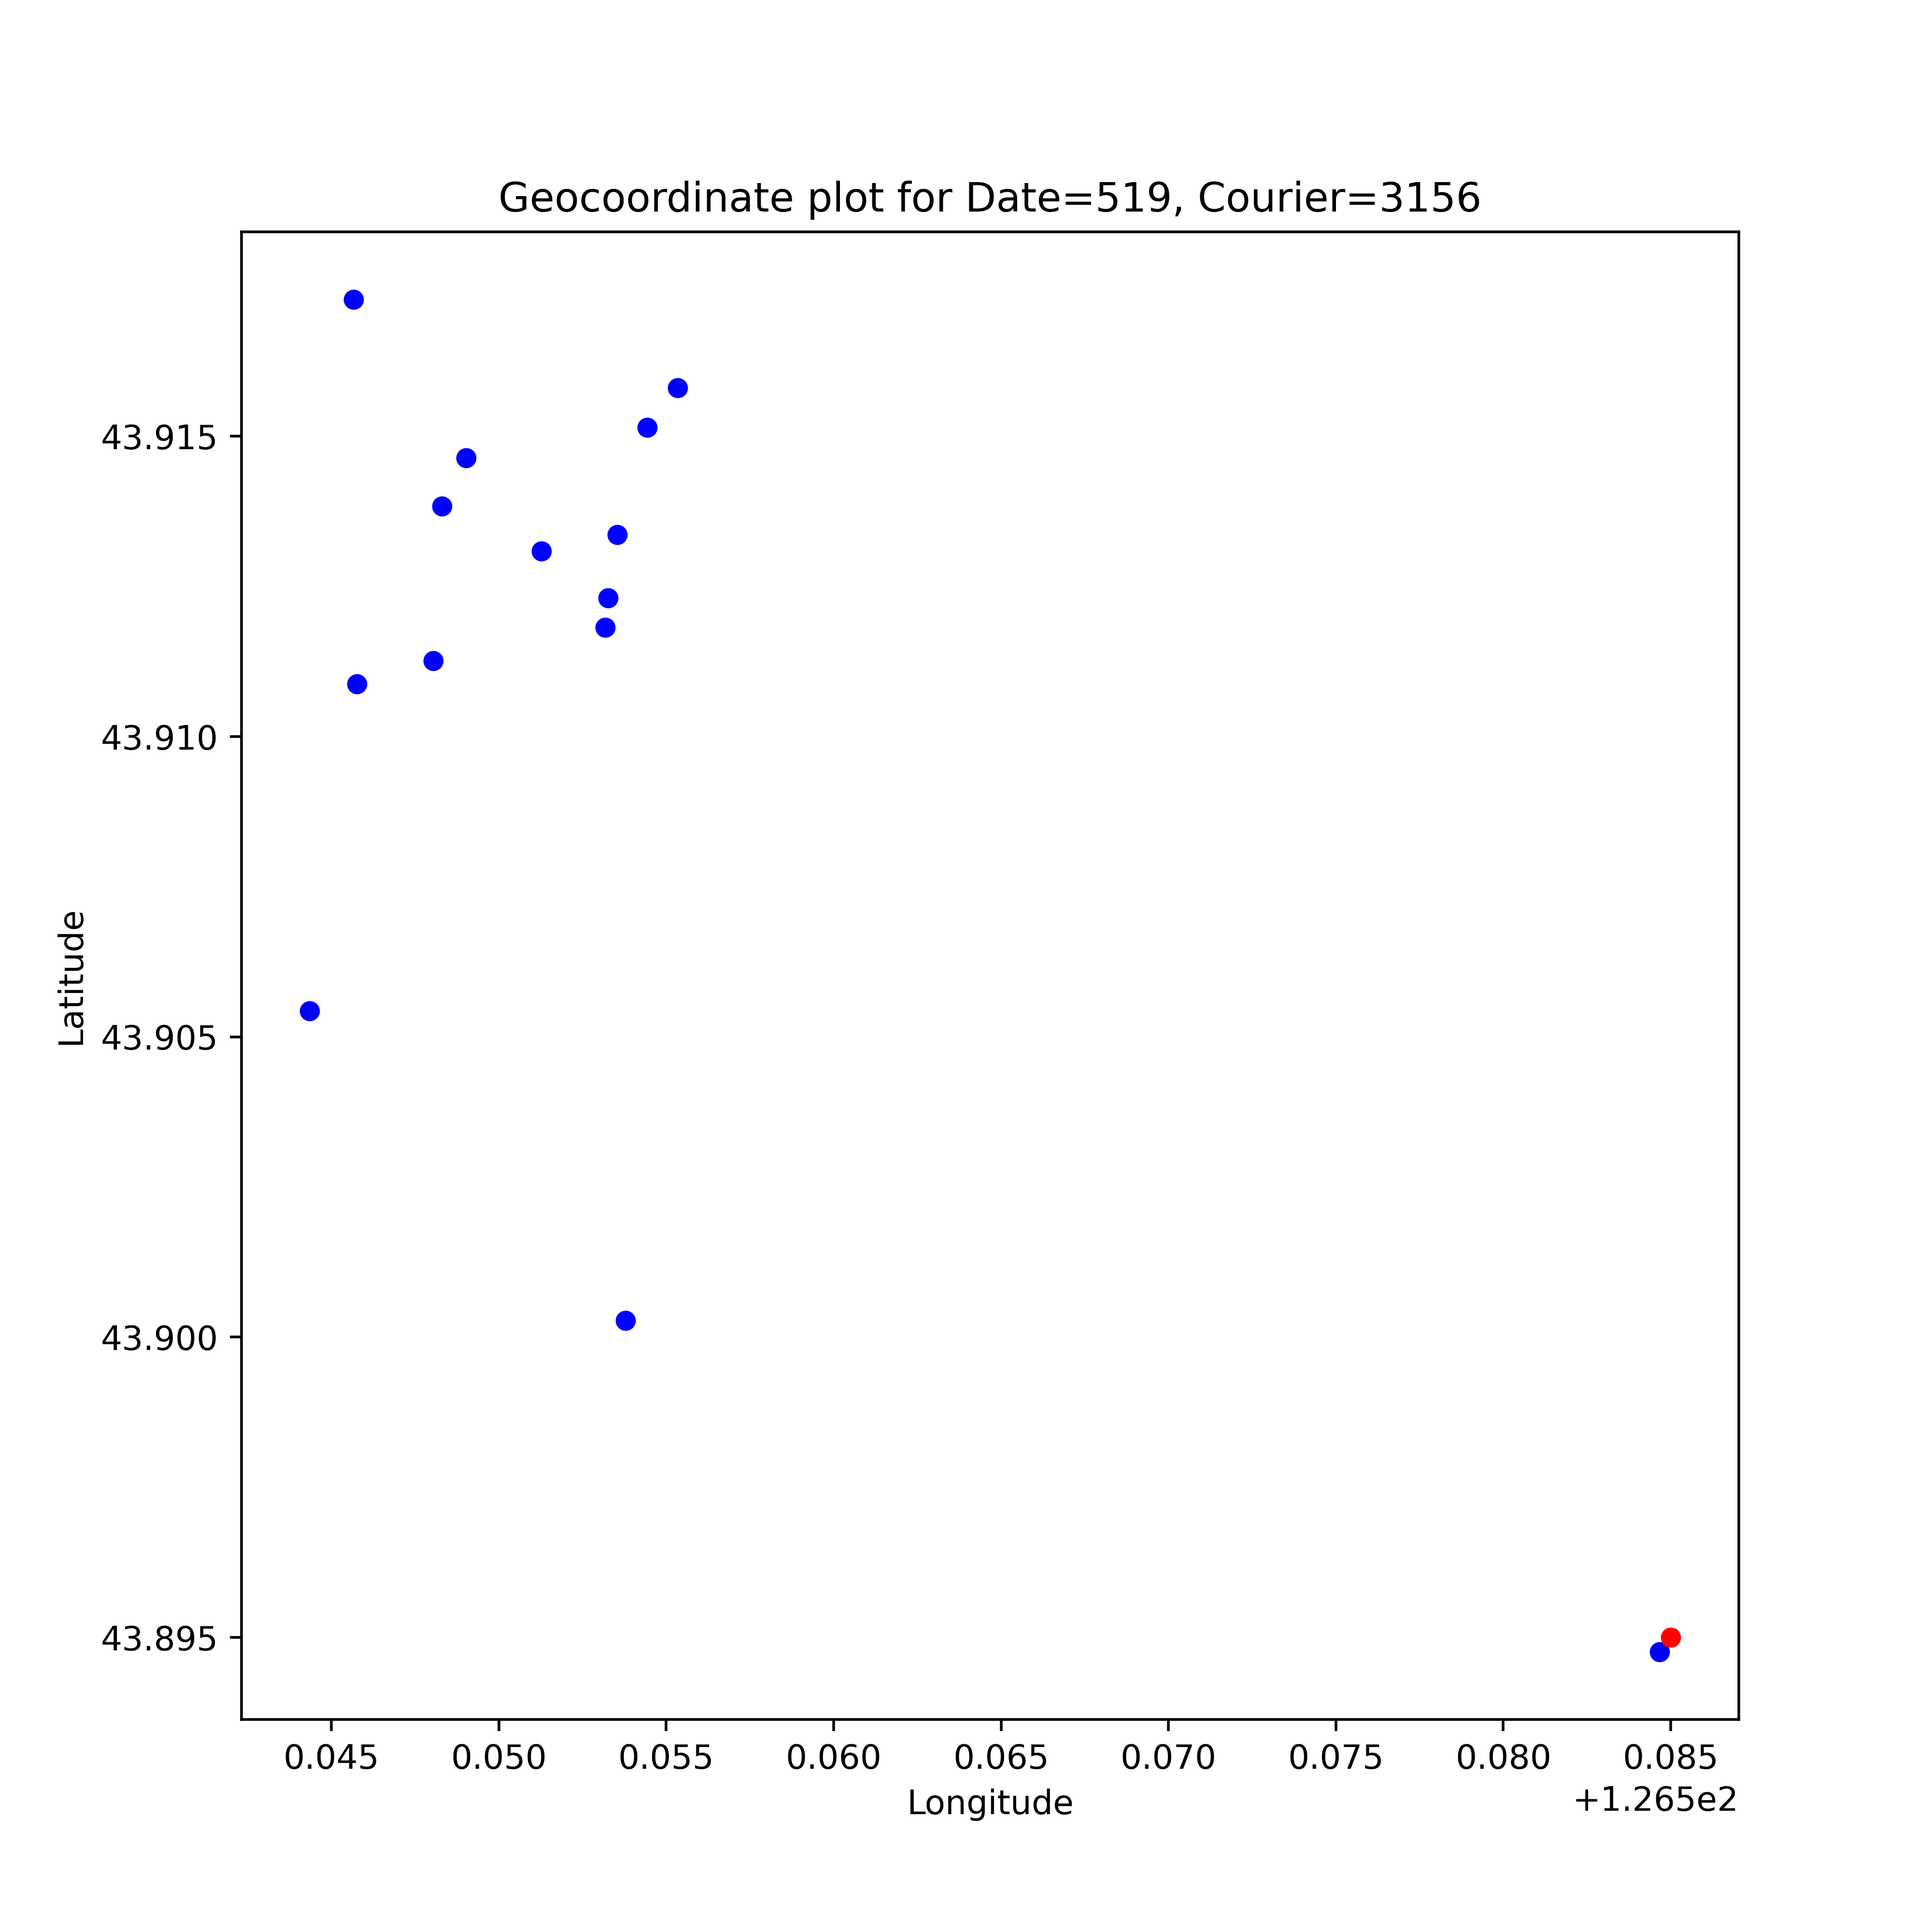 Geocoordinate plot for Date=519, Courier=3156
43.915
43.910
43.905
43.900
43.895
Latitude
0.045 0.050 0.055 0.060 0.065 0.070 0.075 0.080 0.085
+1.265e2
Longitude